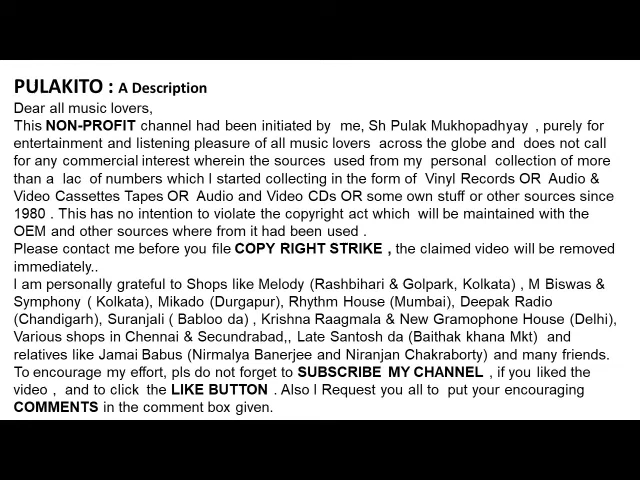 PULAKITO : A Description
Dear all music lovers,
This NON-PROFIT channel had been initiated by me, Sh Pulak Mukhopadhyay , purely for
entertainment and listening pleasure of all music lovers across the globe and does not call
for any commercial interest wherein the sources used from my personal collection of more
than a lac of numbers which I started collecting in the form of Vinyl Records OR Audio &
Video Cassettes Tapes OR Audio and Video CDs OR some own stuff or other sources since
1980 . This has no intention to violate the copyright act which will be maintained with the
OEM and other sources where from it had been used .
Please contact me before you file COPY RIGHT STRIKE , the claimed video will be removed
immediately..
I am personally grateful to Shops like Melody (Rashbihari & Golpark, Kolkata) , M Biswas &
Symphony ( Kolkata), Mikado (Durgapur), Rhythm House (Mumbai), Deepak Radio
(Chandigarh), Suranjali ( Babloo da) , Krishna Raagmala & New Gramophone House (Delhi),
Various shops in Chennai & Secundrabad,, Late Santosh da (Baithak khana Mkt) and
relatives like Jamai Babus (Nirmalya Banerjee and Niranjan Chakraborty) and many friends.
To encourage my effort, pls do not forget to SUBSCRIBE MY CHANNEL , if you liked the
video , and to click the LIKE BUTTON . Also I Request you all to put your encouraging
COMMENTS in the comment box given.